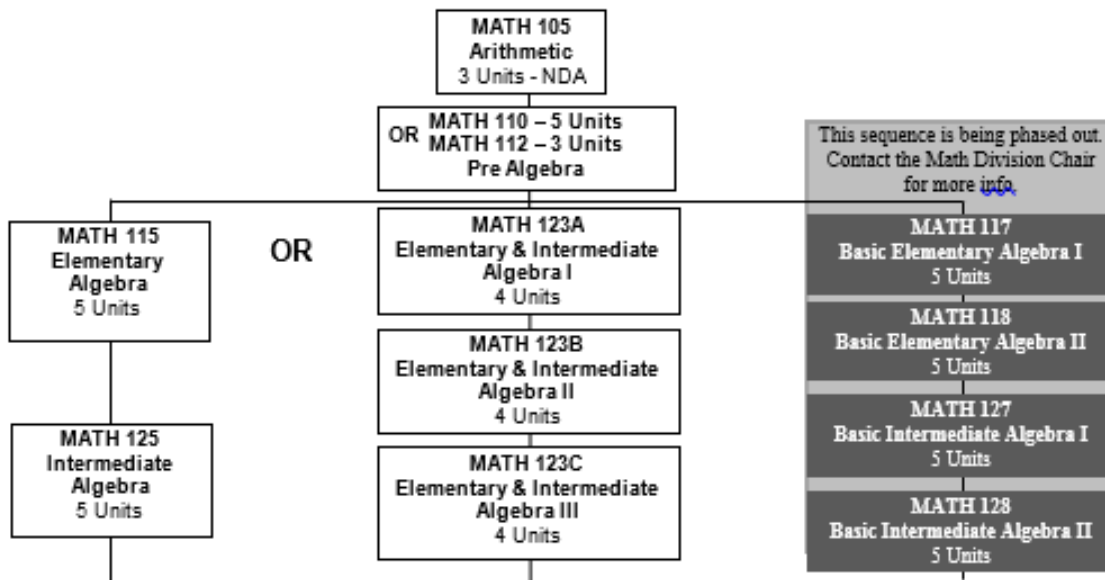 MATH 105
Arithmetic
3 Units - NDA
OR MATH 110 – 5 Units
MATH 112 – 3 Units
Pre Algebra
This sequence is being phased out.
Contact the Math Division Chair
for more info.
MATH 115
Elementary
Algebra
5 Units
OR
MATH 123A
Elementary & Intermediate
Algebra I
4 Units
MATH 117
Basic Elementary Algebra I
5 Units
MATH 123B
Elementary & Intermediate
Algebra II
4 Units
MATH 118
Basic Elementary Algebra II
5 Units
MATH 125
Intermediate
Algebra
5 Units
MATH 123C
Elementary & Intermediate
Algebra III
4 Units
MATH 127
Basic Intermediate Algebra I
5 Units
MATH 128
Basic Intermediate Algebra II
5 Units